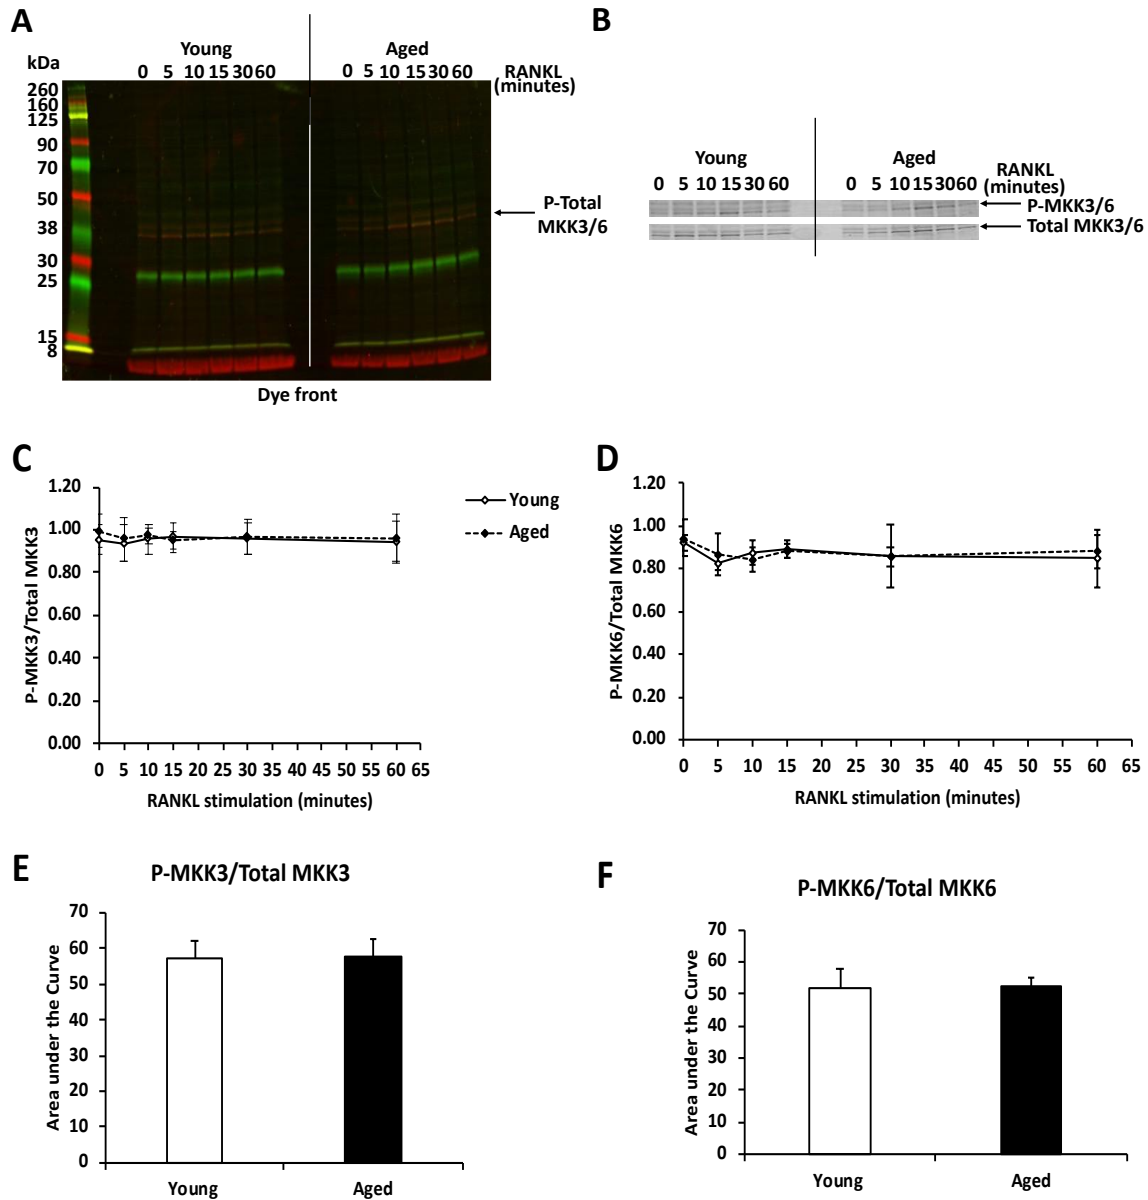 A
Young Aged
kDa 0 5 10 15 30 60 0 5 10 15 30 60 RANKL
(minutes)
260
160
125
90
70
50
38
30
25
15
8
P-Total
MKK3/6
Dye front
B
Young Aged
0 5 10 15 30 60 0 5 10 15 30 60 RANKL
(minutes)
P-MKK3/6
Total MKK3/6
C
1.20
1.00
0.80
0.60
0.40
0.20
0.00
P-MKK3/Total MKK3
0 5 10 15 20 25 30 35 40 45 50 55 60 65
RANKL stimulation (minutes)
Young
Aged
D
1.20
1.00
0.80
0.60
0.40
0.20
0.00
P-MKK6/Total MKK6
0 5 10 15 20 25 30 35 40 45 50 55 60 65
RANKL stimulation (minutes)
E
P-MKK3/Total MKK3
70
60
50
40
30
20
10
0
Area under the Curve
Young Aged
F
P-MKK6/Total MKK6
70
60
50
40
30
20
10
0
Area under the Curve
Young Aged